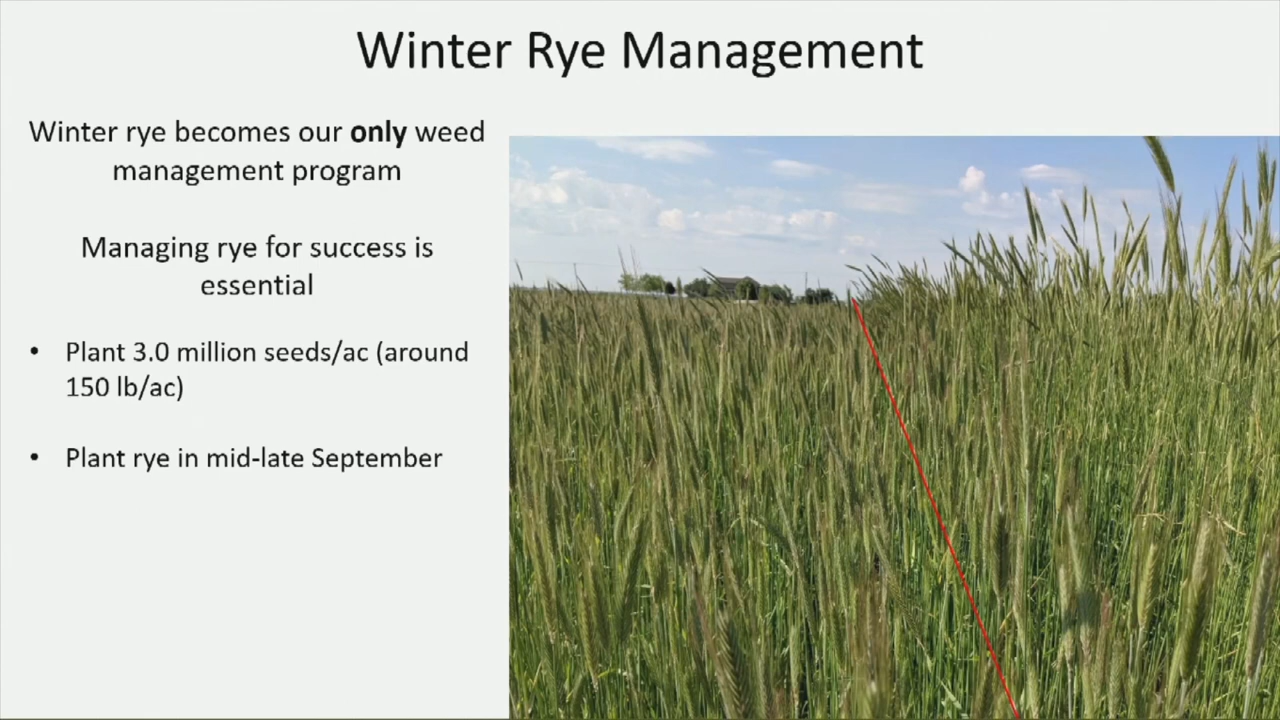 Winter Rye Management
Winter rye becomes our only weed
management program
Managing rye for success is
essential
• Plant 3.0 million seeds/ac (around
150 lb/ac)
• Plant rye in mid-late September